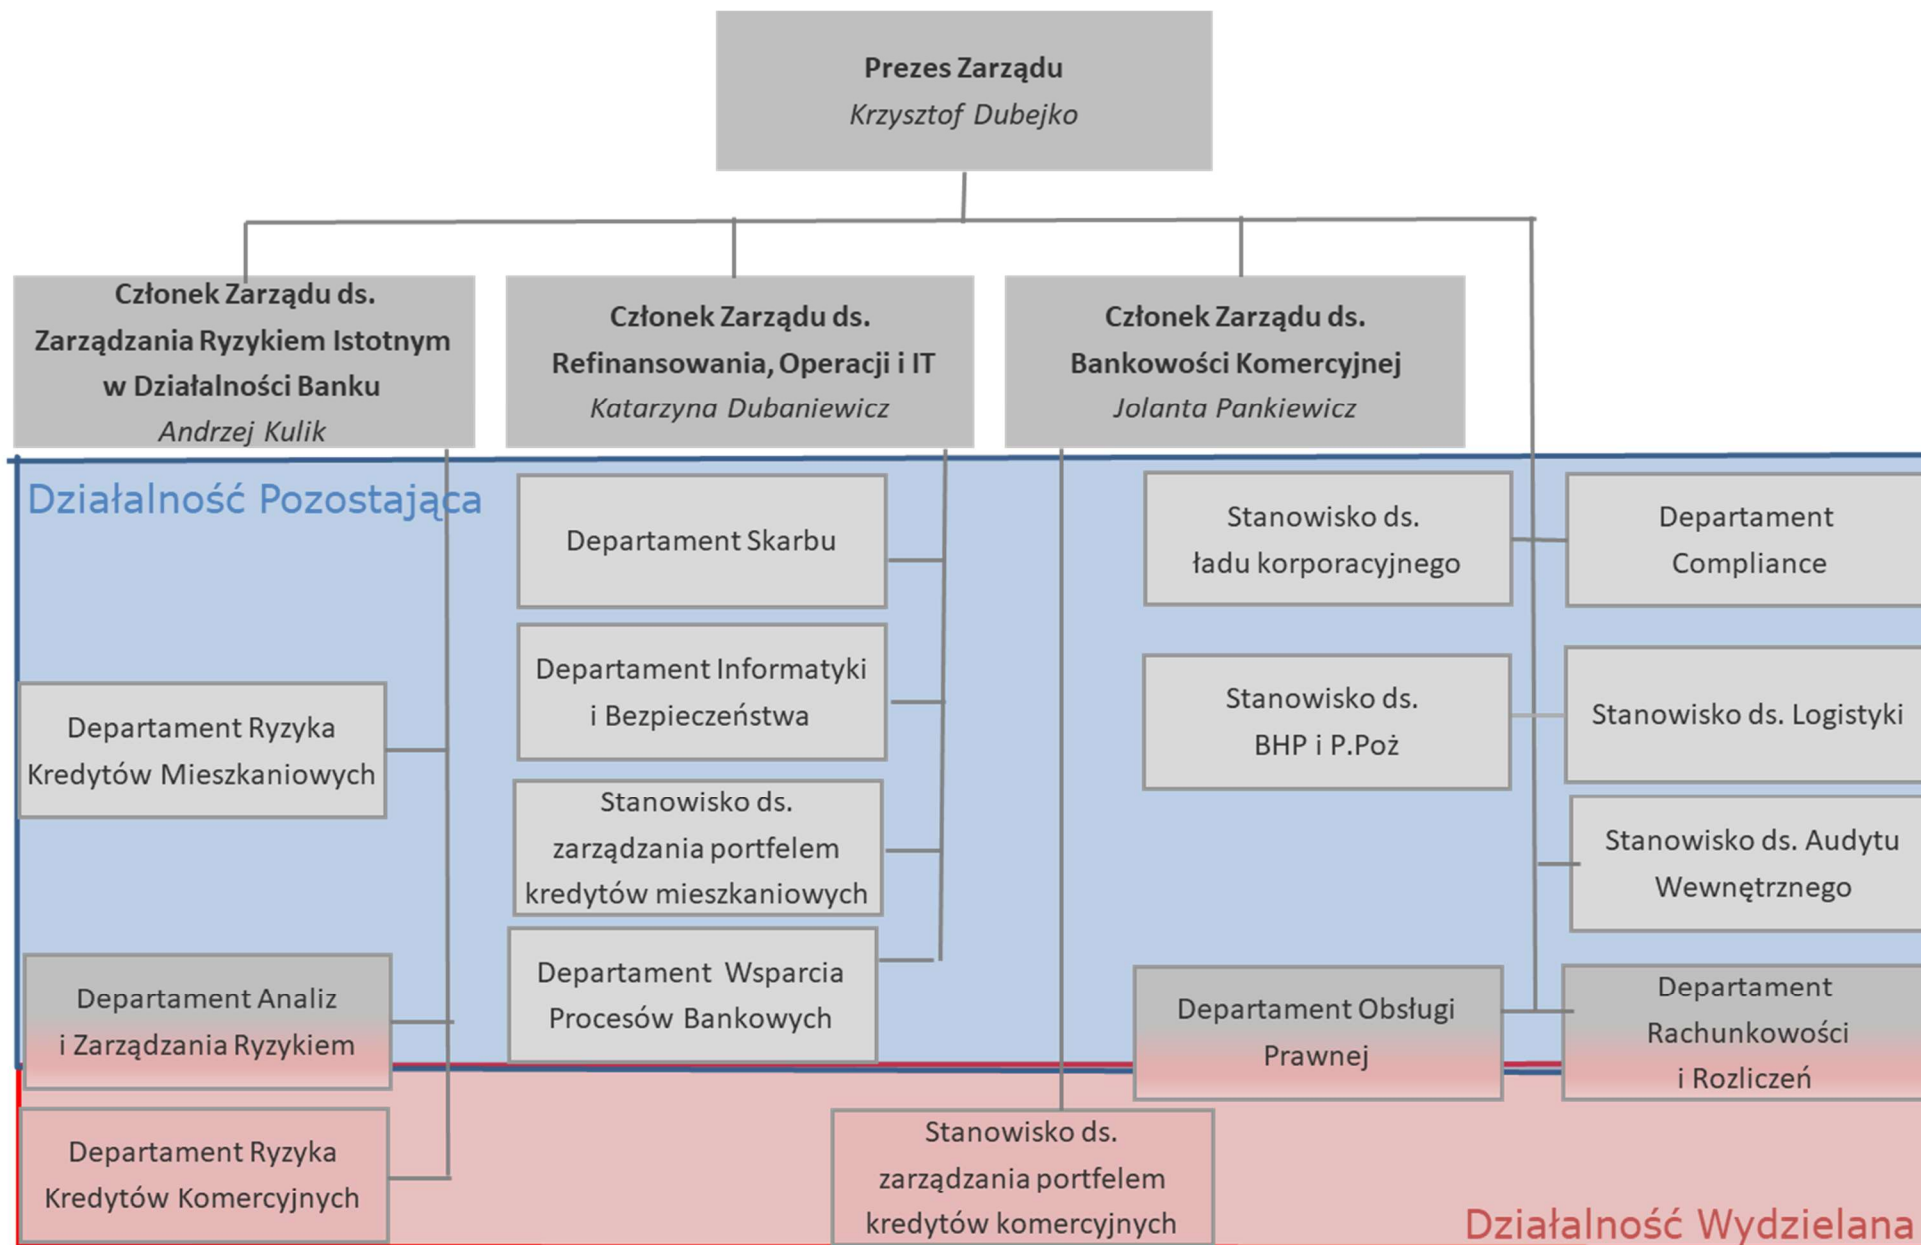 Prezes Zarządu
Krzysztof Dubejko
Członek Zarządu ds.
Zarządzania Ryzykiem Istotnym
w Działalności Banku
Andrzej Kulik
Członek Zarządu ds.
Refinansowania, Operacji i IT
Katarzyna Dubaniewicz
Członek Zarządu ds.
Bankowości Komercyjnej
Jolanta Pankiewicz
Działalność Pozostająca
Departament Ryzyka
Kredytów Mieszkaniowych
Departament Analiz
i Zarządzania Ryzykiem
Departament Ryzyka
Kredytów Komercyjnych
Departament Skarbu
Departament Informatyki
i Bezpieczeństwa
Stanowisko ds.
zarządzania portfelem
kredytów mieszkaniowych
Departament Wsparcia
Procesów Bankowych
Stanowisko ds.
zarządzania portfelem
kredytów komercyjnych
Stanowisko ds.
ładu korporacyjnego
Departament
Compliance
Stanowisko ds.
BHP i P.Poż
Stanowisko ds. Logistyki
Stanowisko ds. Audytu
Wewnętrznego
Departament Obsługi
Prawnej
Departament
Rachunkowości
i Rozliczeń
Działalność Wydzielana